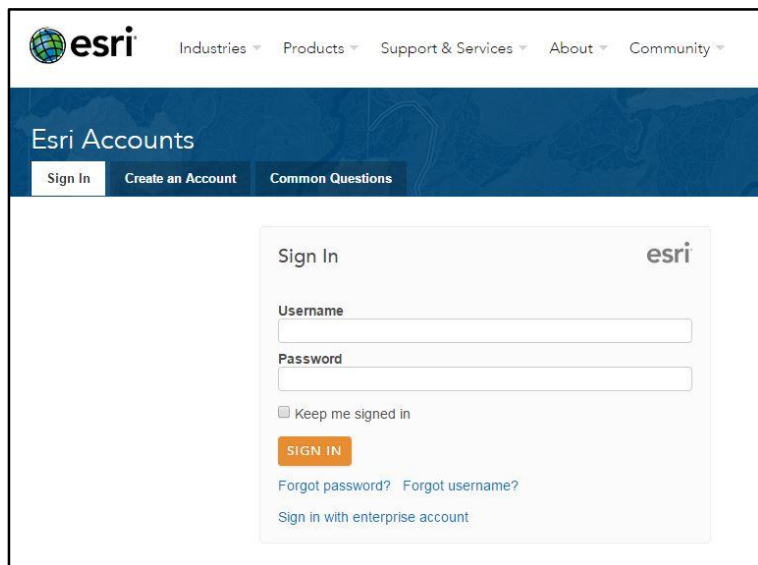 esri Industries Products Support & Services About Community
Esri Accounts
Sign In Create an Account Common Questions
Sign In esri
Username
Password
Keep me signed in
SIGN IN
Forgot password? Forgot username?
Sign in with enterprise account